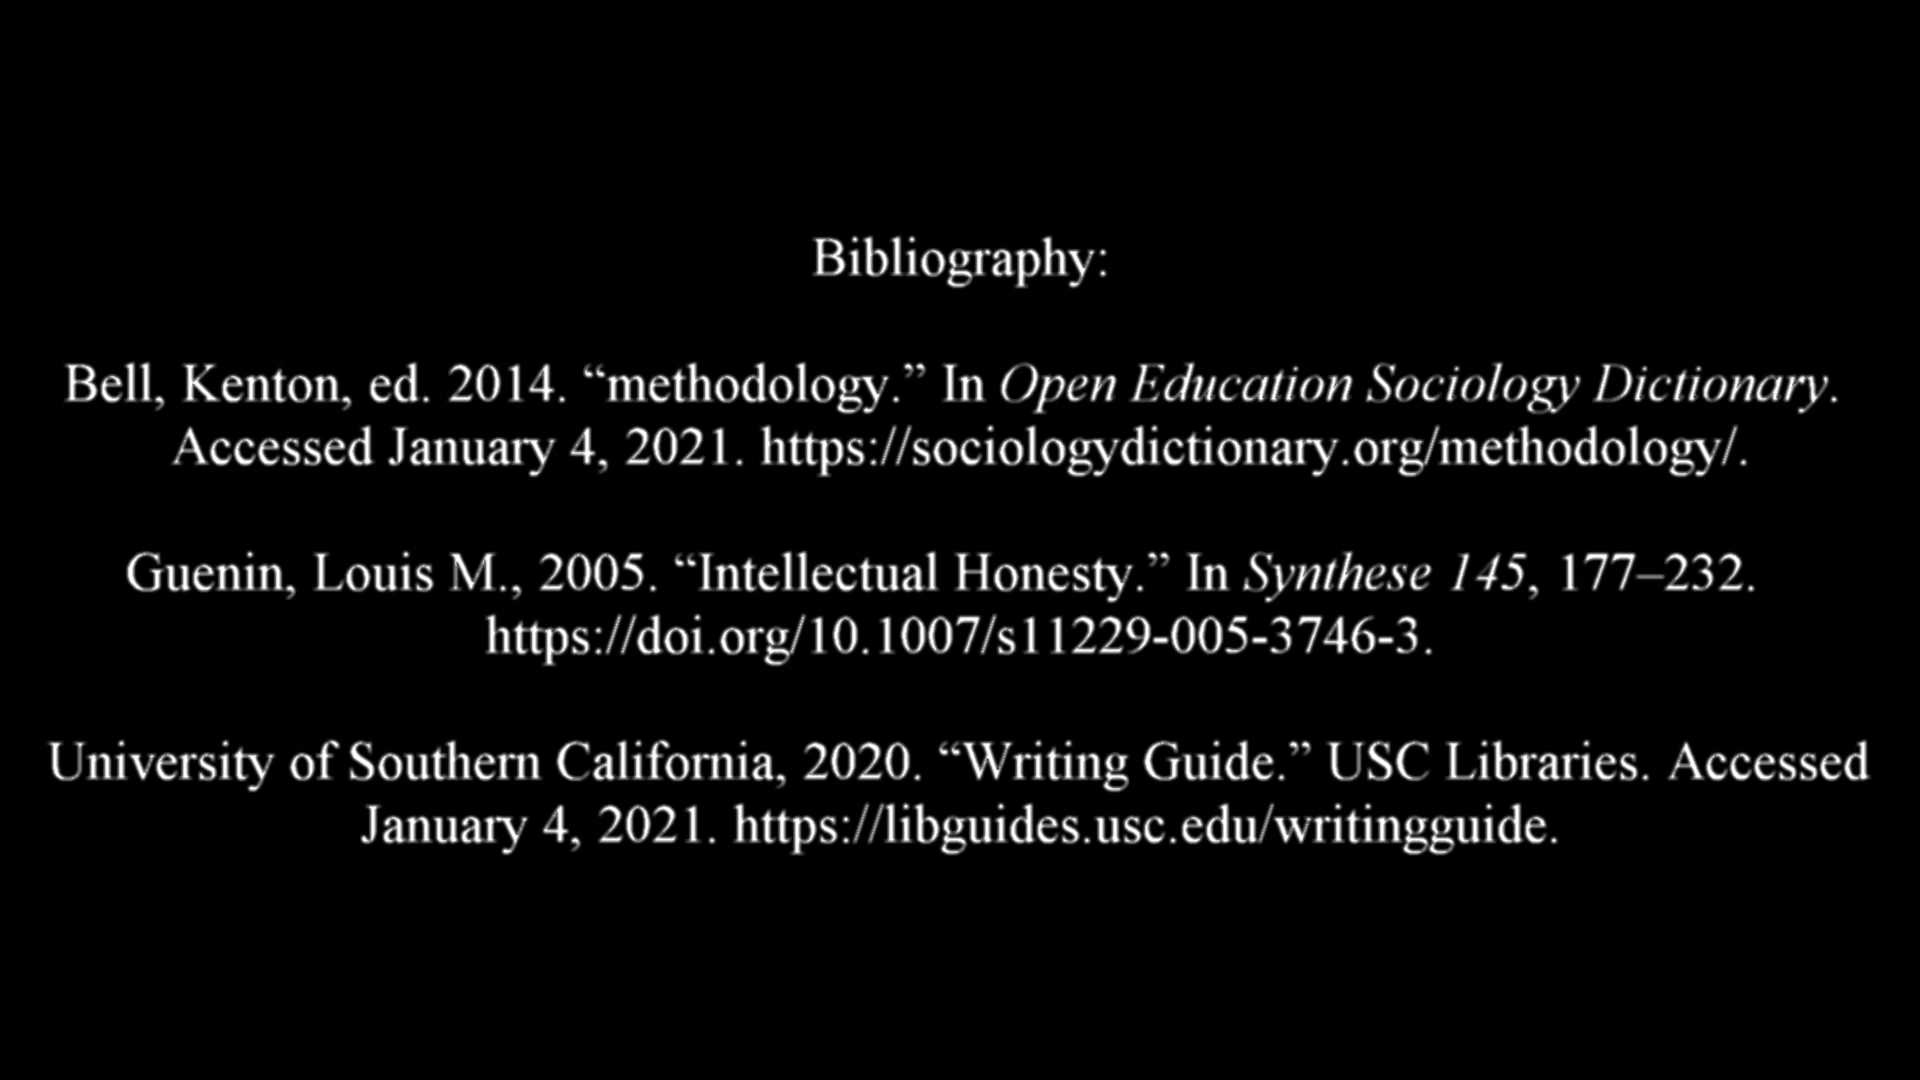 Bibliography:
Bell, Kenton, ed. 2014. “methodology.” In Open Education Sociology Dictionary.
Accessed January 4, 2021. https://sociologydictionary.org/methodology/.
Guenin, Louis M., 2005. “Intellectual Honesty.” In Synthese 145, 177–232.
https://doi.org/10.1007/s11229-005-3746-3.
University of Southern California, 2020. “Writing Guide.” USC Libraries. Accessed
January 4, 2021. https://libguides.usc.edu/writingguide.